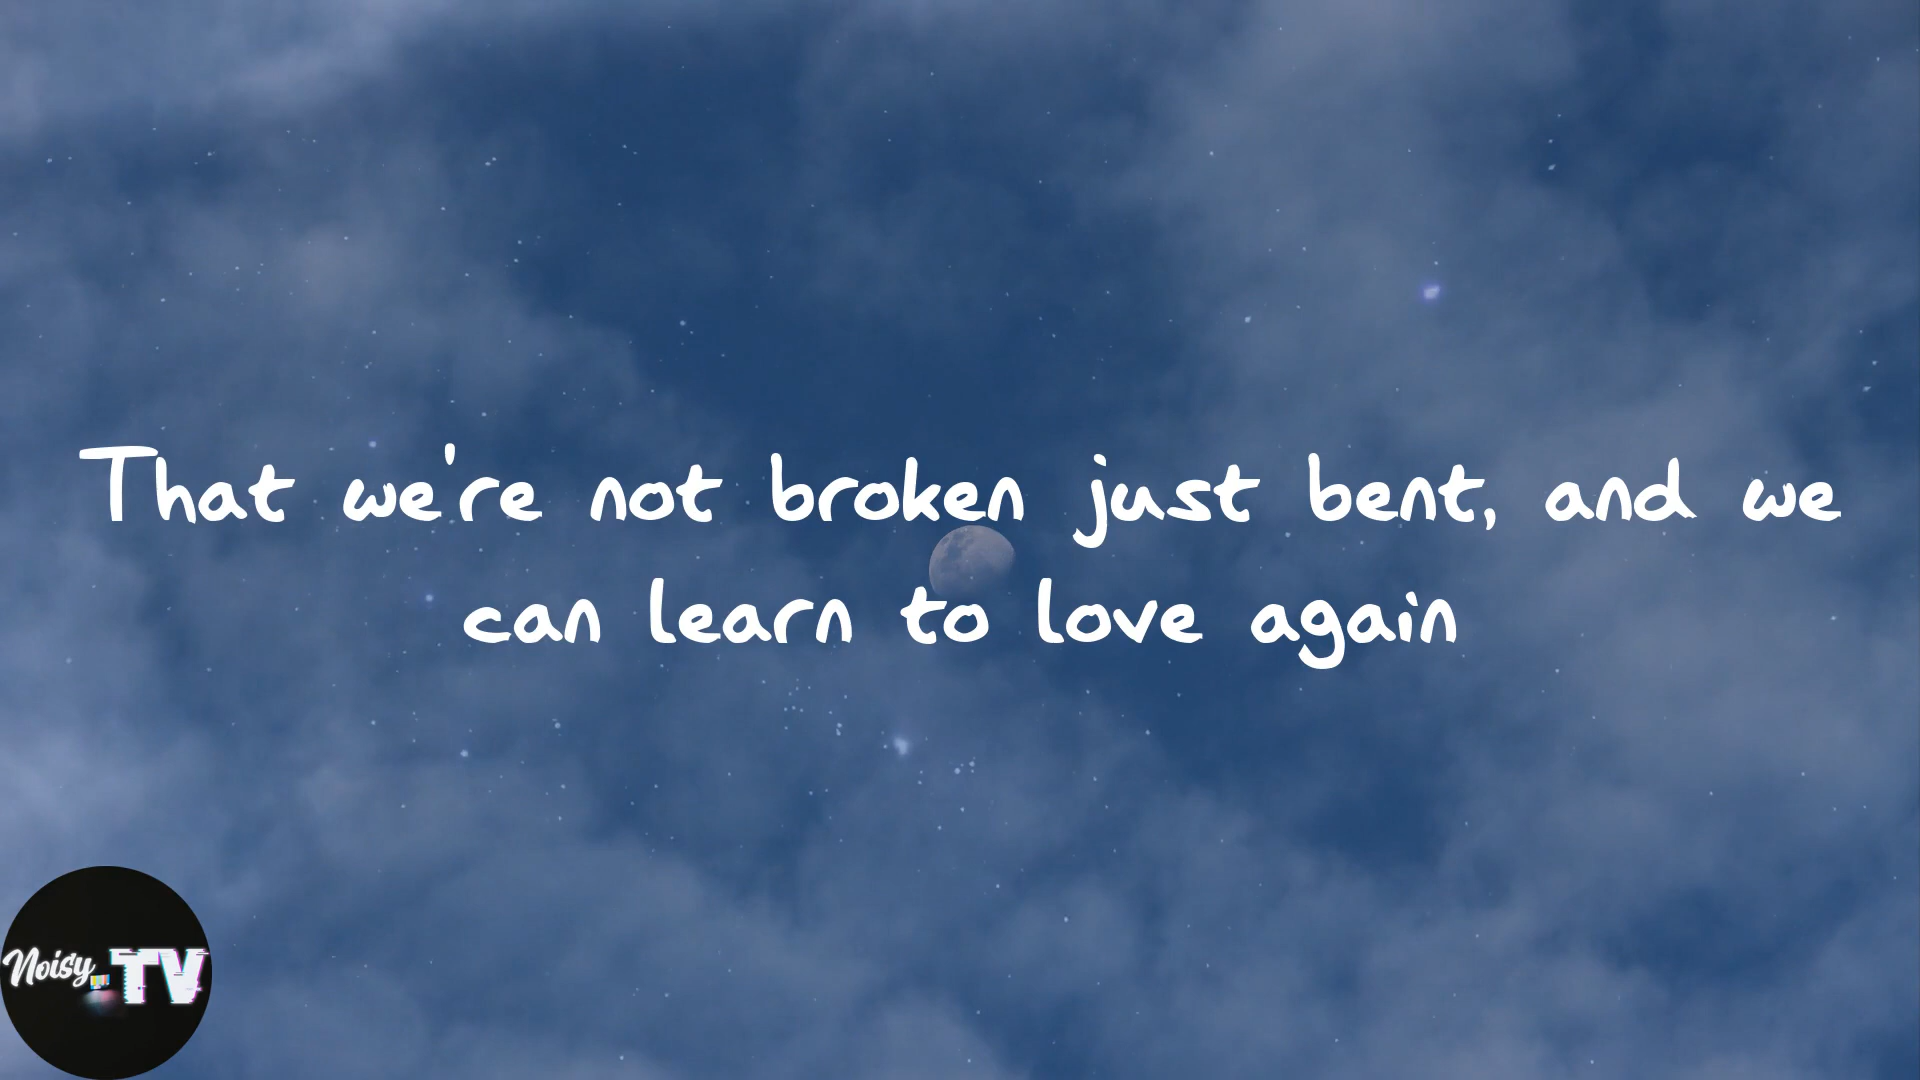 That we're not broken just bent, and we
can learn to love again
Noisy TV